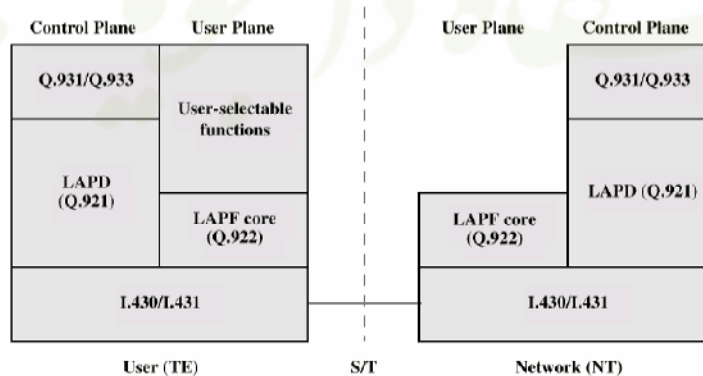 Control Plane User Plane User Plane Control Plane
Q.931/Q.933
User-selectable
functions
LAPD
(Q.921)
LAPF core
(Q.922)
I.430/I.431
Q.931/Q.933
LAPD (Q.921)
LAPF core
(Q.922)
I.430/I.431
User (TE) S/T Network (NT)